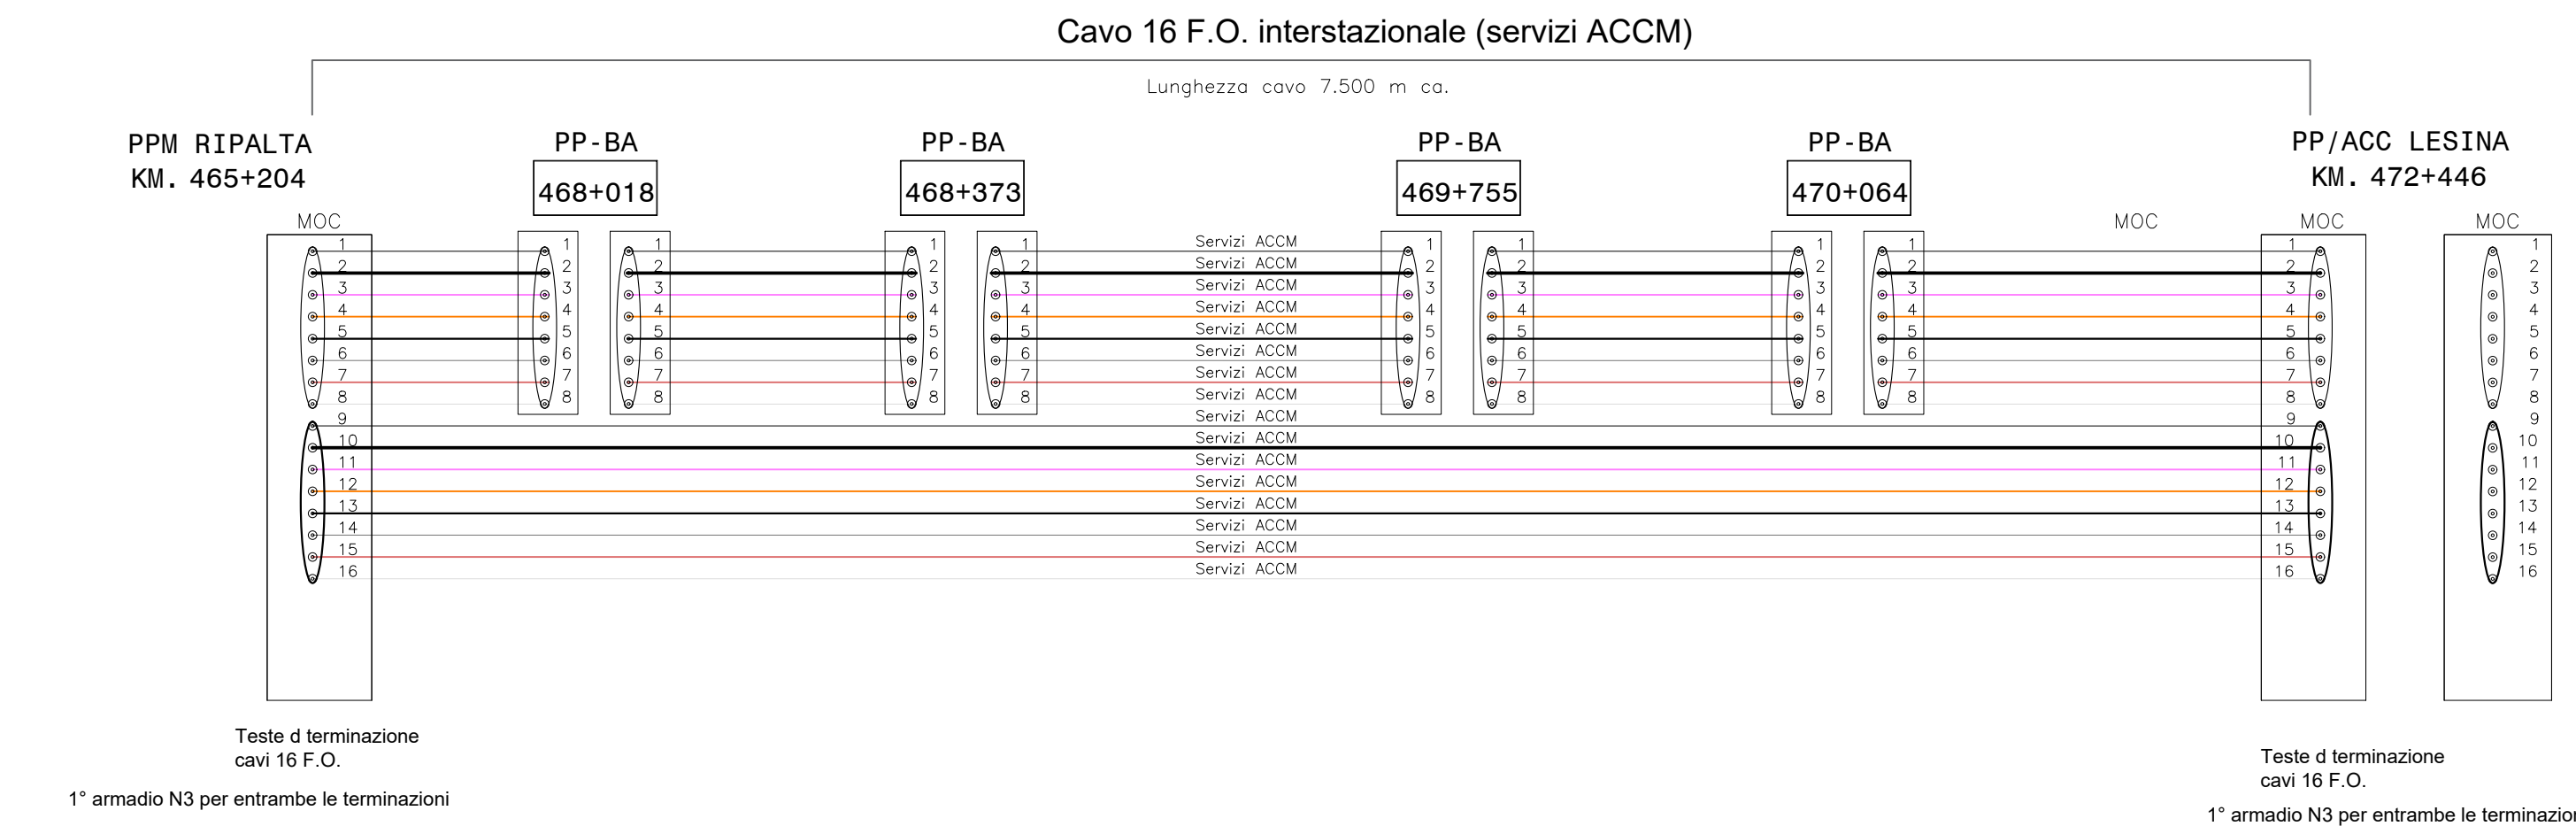 Cavo 16 F.O. interstazionale (servizi ACCM)
Lunghezza cavo 7.500 m ca.
PPM RIPALTA
KM. 465+204
PP-BA
468+018
PP-BA
468+373
PP-BA
469+755
PP-BA
470+064
PP/ACC LESINA
KM. 472+446
MOC MOC MOC MOC
1 1 1 1 1 Servizi ACCM 1 1 1 1 1 1
2 2 2 2 2 Servizi ACCM 2 2 2 2 2 2
3 3 3 3 3 Servizi ACCM 3 3 3 3 3 3
4 4 4 4 4 Servizi ACCM 4 4 4 4 4 4
5 5 5 5 5 Servizi ACCM 5 5 5 5 5 5
6 6 6 6 6 Servizi ACCM 6 6 6 6 6 6
7 7 7 7 7 Servizi ACCM 7 7 7 7 7 7
8 8 8 8 8 Servizi ACCM 8 8 8 8 8 8
9 Servizi ACCM 9 9
10 Servizi ACCM 10 10
11 Servizi ACCM 11 11
12 Servizi ACCM 12 12
13 Servizi ACCM 13 13
14 Servizi ACCM 14 14
15 Servizi ACCM 15 15
16 Servizi ACCM 16 16
Teste d terminazione
cavi 16 F.O.
1° armadio N3 per entrambe le terminazioni
Teste d terminazione
cavi 16 F.O.
1° armadio N3 per entrambe le terminazio